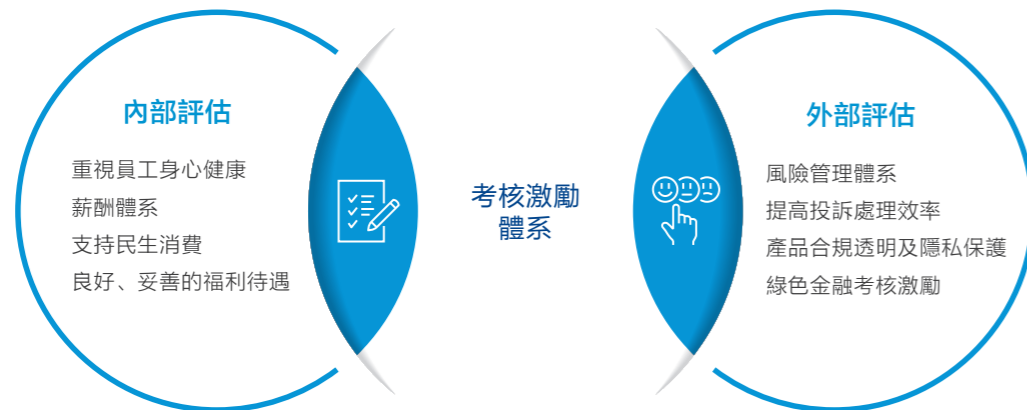 內部評估
重視員工身心健康
薪酬體系
支持民生消費
良好、妥善的福利待遇
考核激勵
體系
外部評估
風險管理體系
提高投訴處理效率
產品合規透明及隱私保護
綠色金融考核激勵